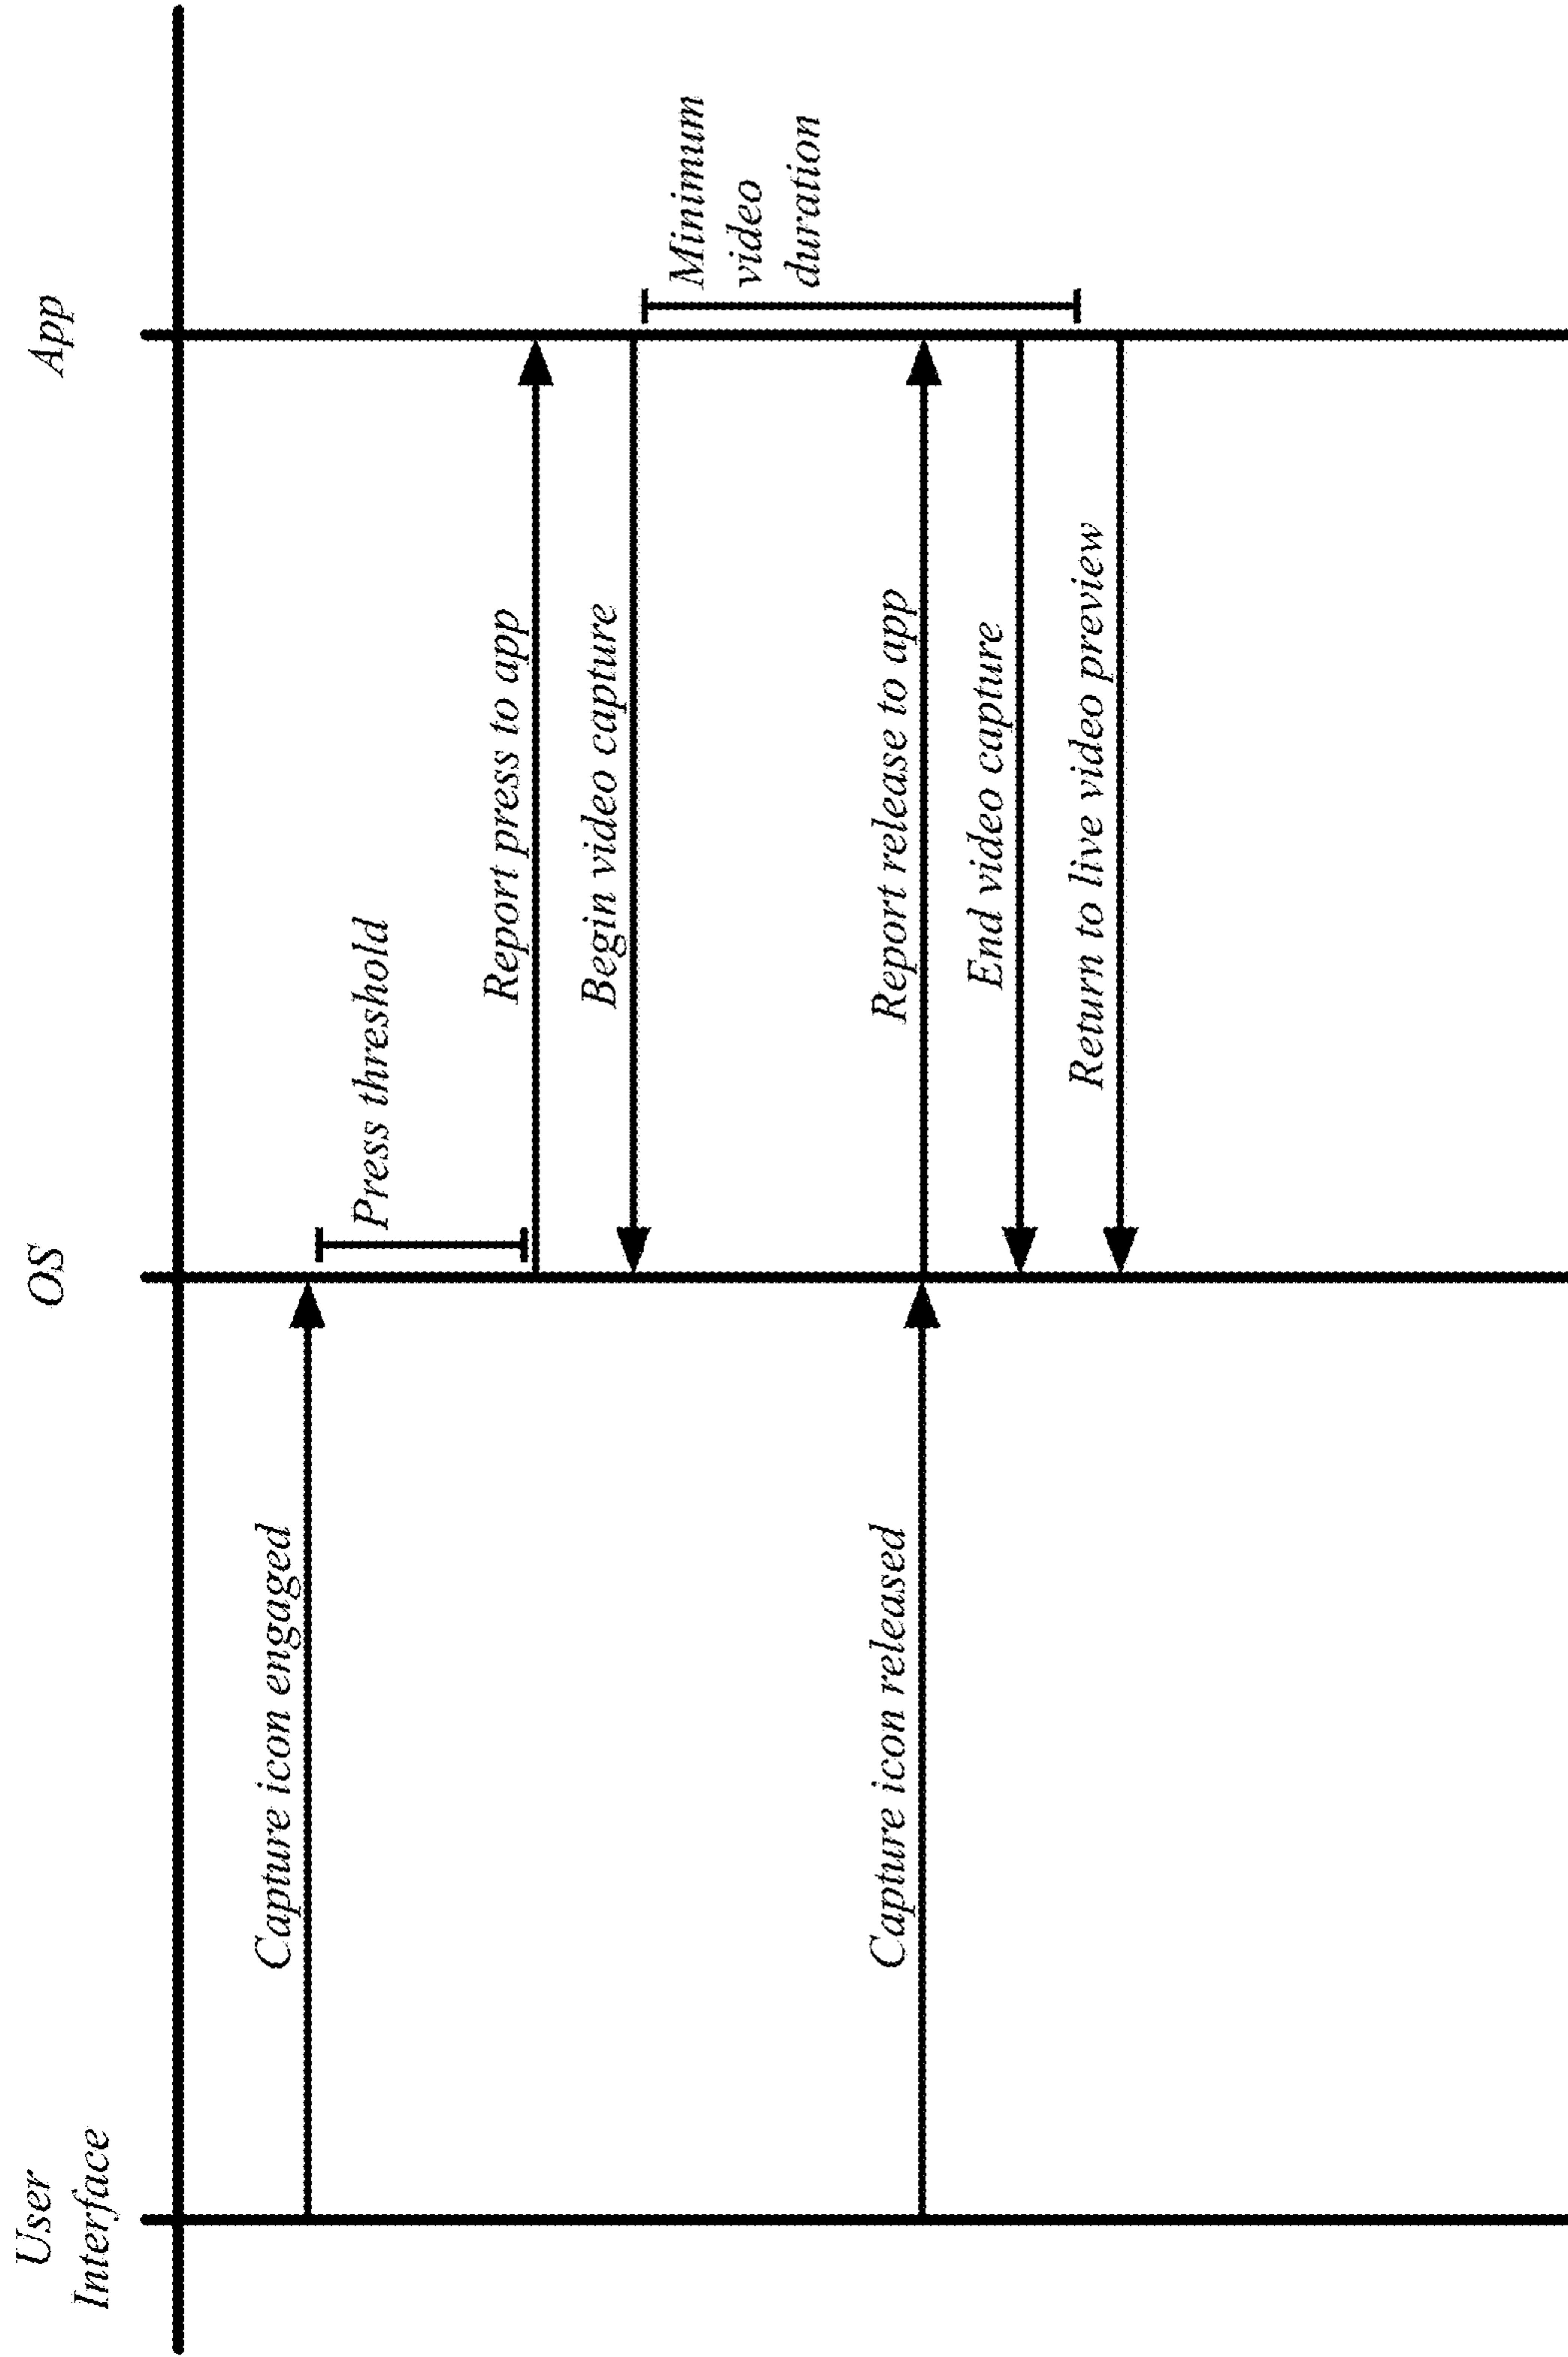 User
Interface
OS
App
Capture icon engaged
Press threshold
Report press to app
Begin video capture
Minimum
video
duration
Capture icon released
Report release to app
End video capture
Return to live video preview